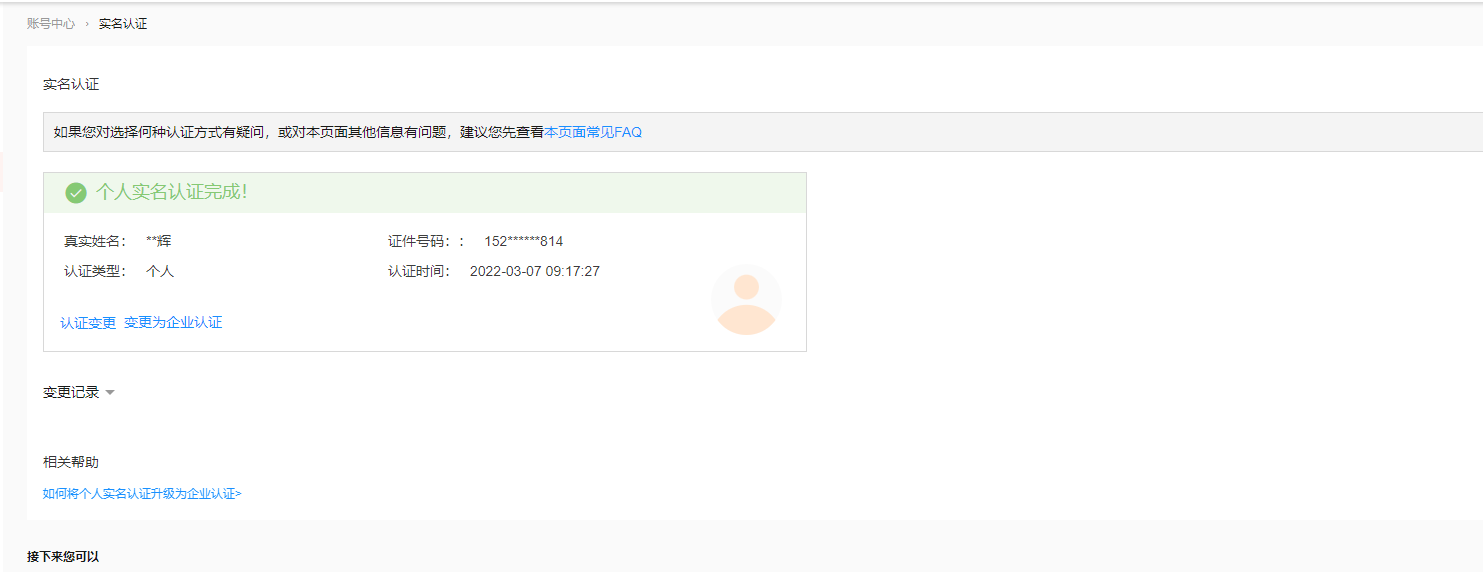 账号中心 › 实名认证
实名认证
如果您对选择何种认证方式有疑问，或对本页面其他信息有问题，建议您先查看本页面常见FAQ
个人实名认证完成！
真实姓名： **辉 证件号码：： 152******814
认证类型： 个人 认证时间： 2022-03-07 09:17:27
认证变更 变更为企业认证
变更记录
相关帮助
如何将个人实名认证升级为企业认证>
接下来您可以